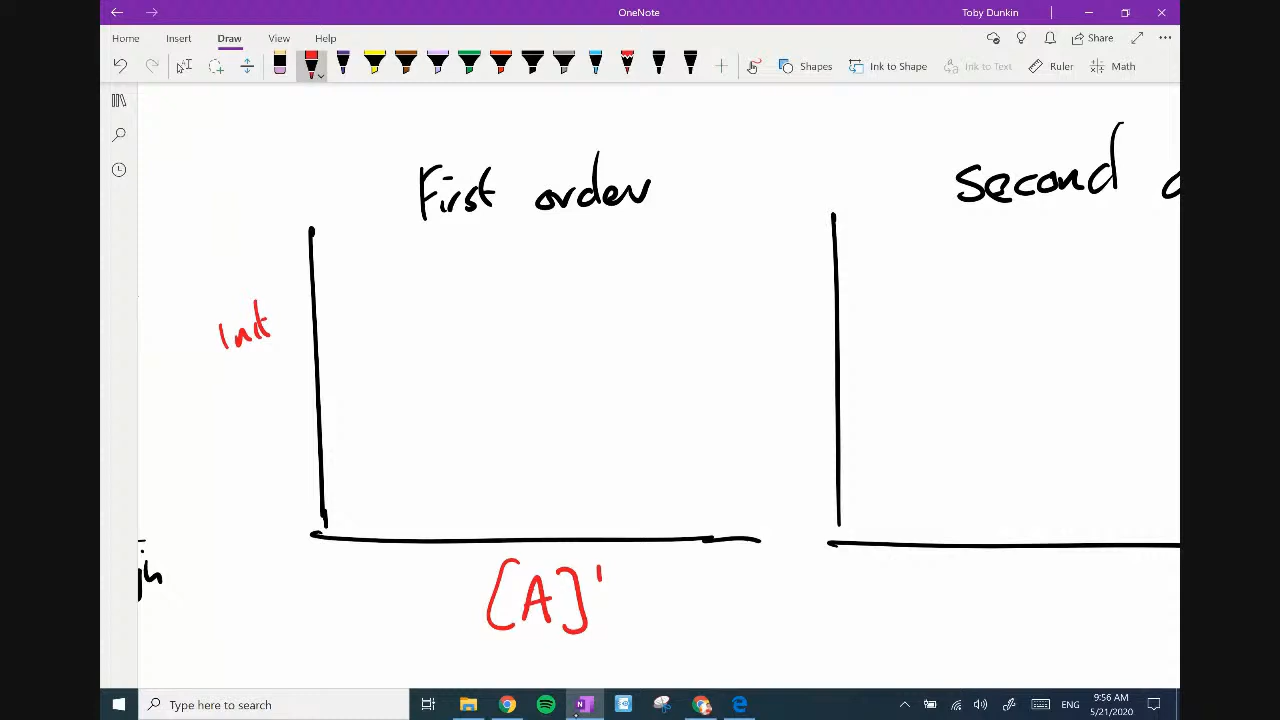 OneNote
Toby Dunkin
Home
Insert
Draw
View
Help
Share
Shapes
Ink to Shape
Ink to Text
Ruler
Math
First order
Second
Init
[A]'
Type here to search
ENG
9:56 AM
5/21/2020